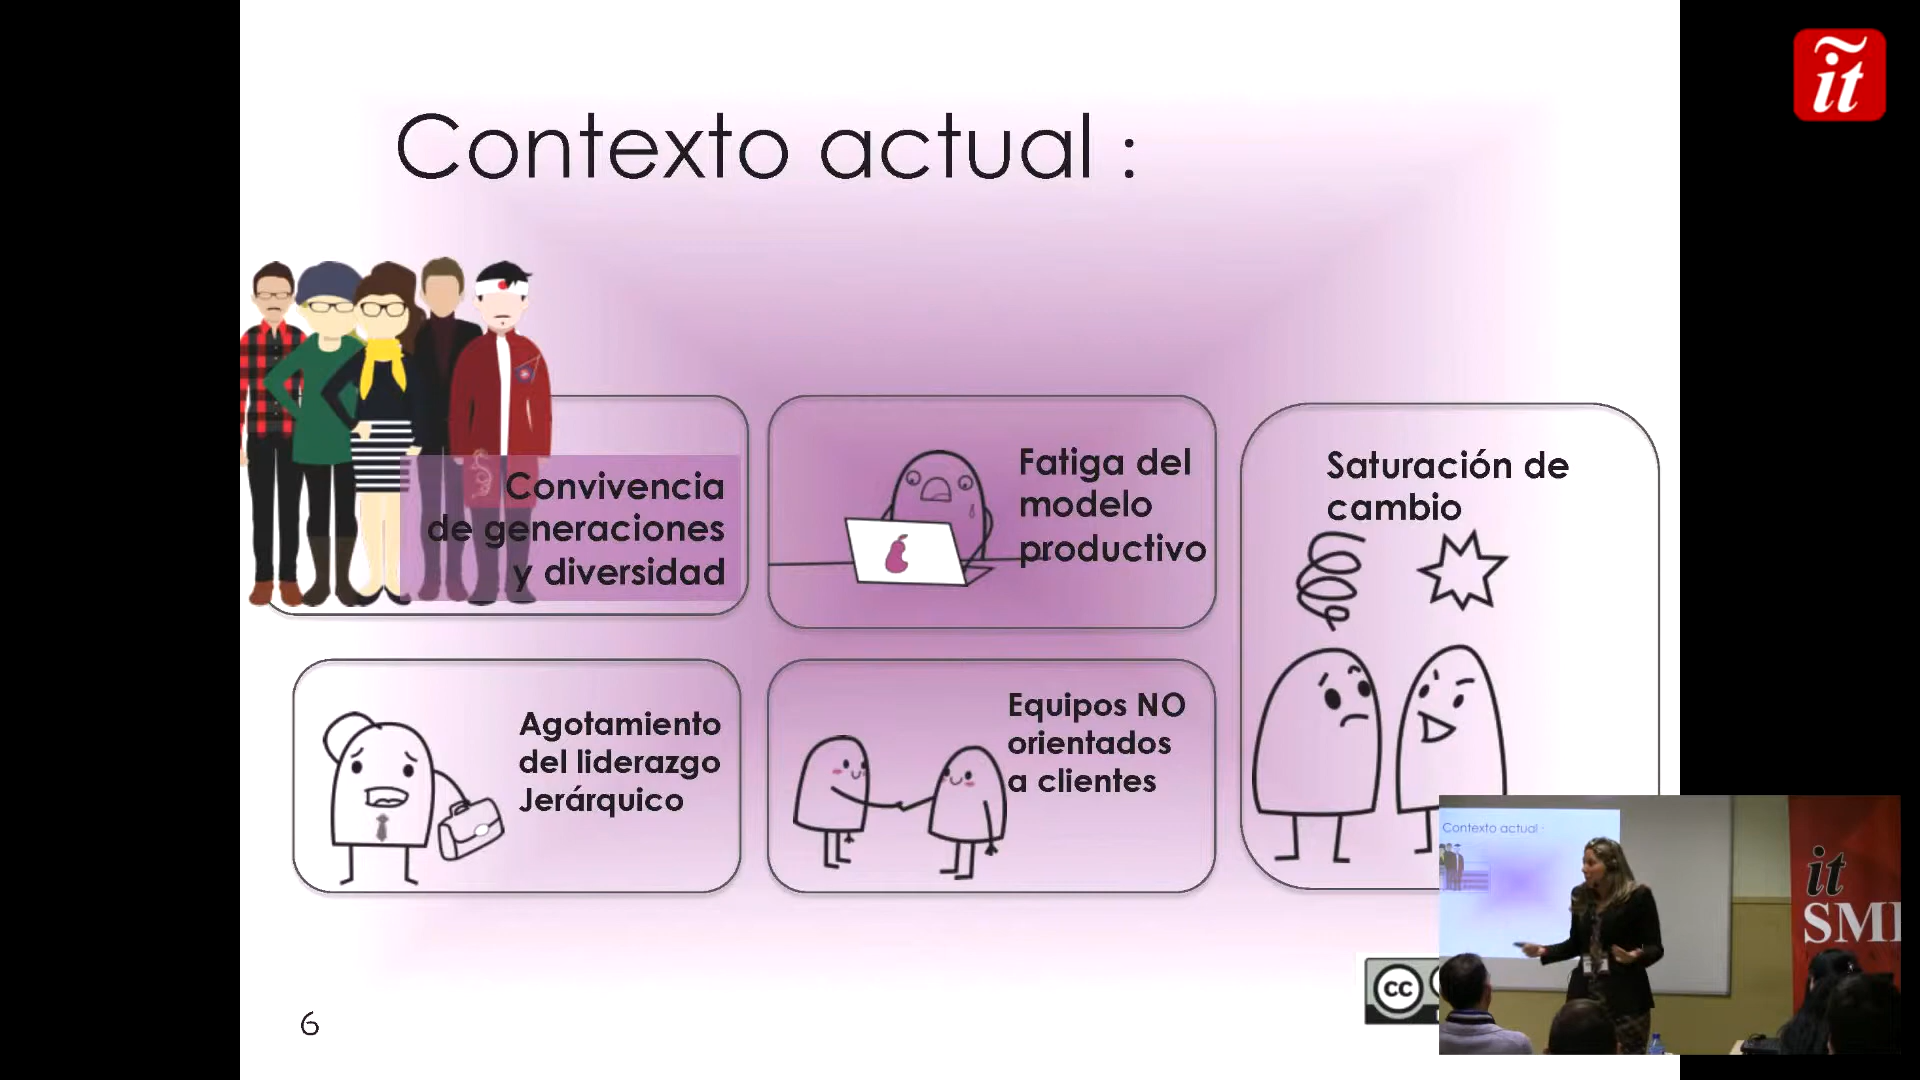 it
Contexto actual :
Convivencia
de generaciones
y diversidad
Fatiga del
modelo
productivo
Saturación de
cambio
Agotamiento
del liderazgo
Jerárquico
Equipos NO
orientados
a clientes
cc
6
Contexto actual :
it
SM